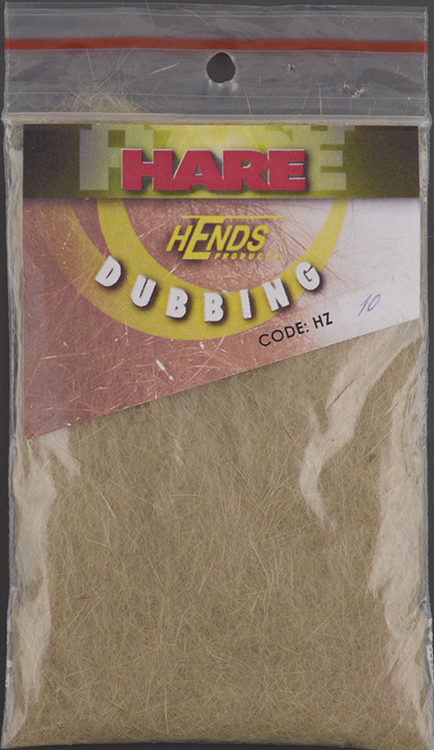 HARE
HENDS
PRODUCTS
DUBBING
CODE: HZ 10